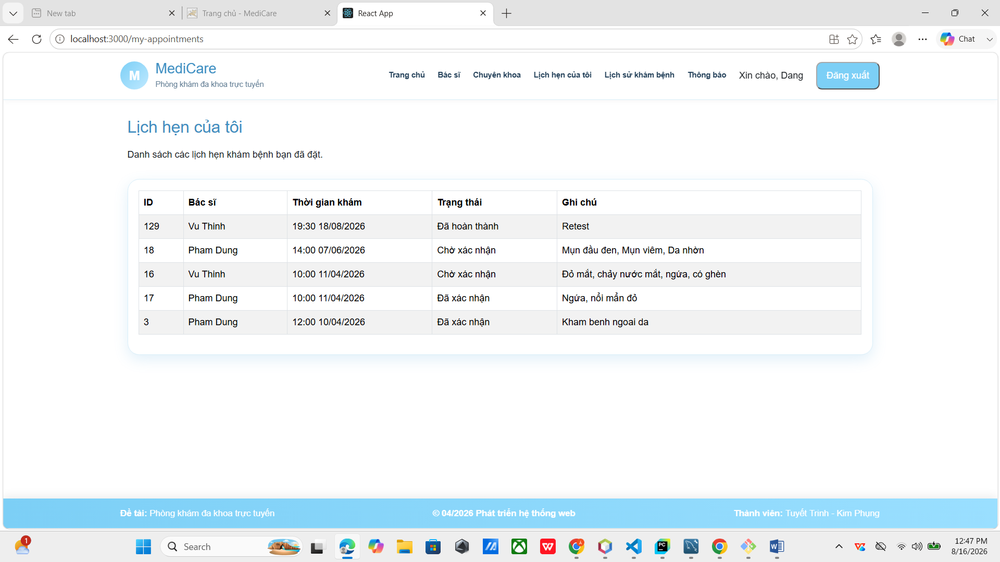 New tab
Trang chủ - MediCare
React App
localhost:3000/my-appointments
Chat
M
MediCare
Phòng khám đa khoa trực tuyến
Trang chủ Bác sĩ Chuyên khoa Lịch hẹn của tôi Lịch sử khám bệnh Thông báo Xin chào, Dang Đăng xuất
Lịch hẹn của tôi
Danh sách các lịch hẹn khám bệnh bạn đã đặt.
ID Bác sĩ Thời gian khám Trạng thái Ghi chú
129 Vu Thinh 19:30 18/08/2026 Đã hoàn thành Retest
18 Pham Dung 14:00 07/06/2026 Chờ xác nhận Mụn đầu đen, Mụn viêm, Da nhờn
16 Vu Thinh 10:00 11/04/2026 Chờ xác nhận Đỏ mắt, chảy nước mắt, ngứa, có ghèn
17 Pham Dung 10:00 11/04/2026 Đã xác nhận Ngứa, nổi mẩn đỏ
3 Pham Dung 12:00 10/04/2026 Đã xác nhận Kham benh ngoai da
Đề tài: Phòng khám đa khoa trực tuyến © 04/2026 Phát triển hệ thống web Thành viên: Tuyết Trinh - Kim Phụng
1
Search
PC
12:47 PM
8/16/2026